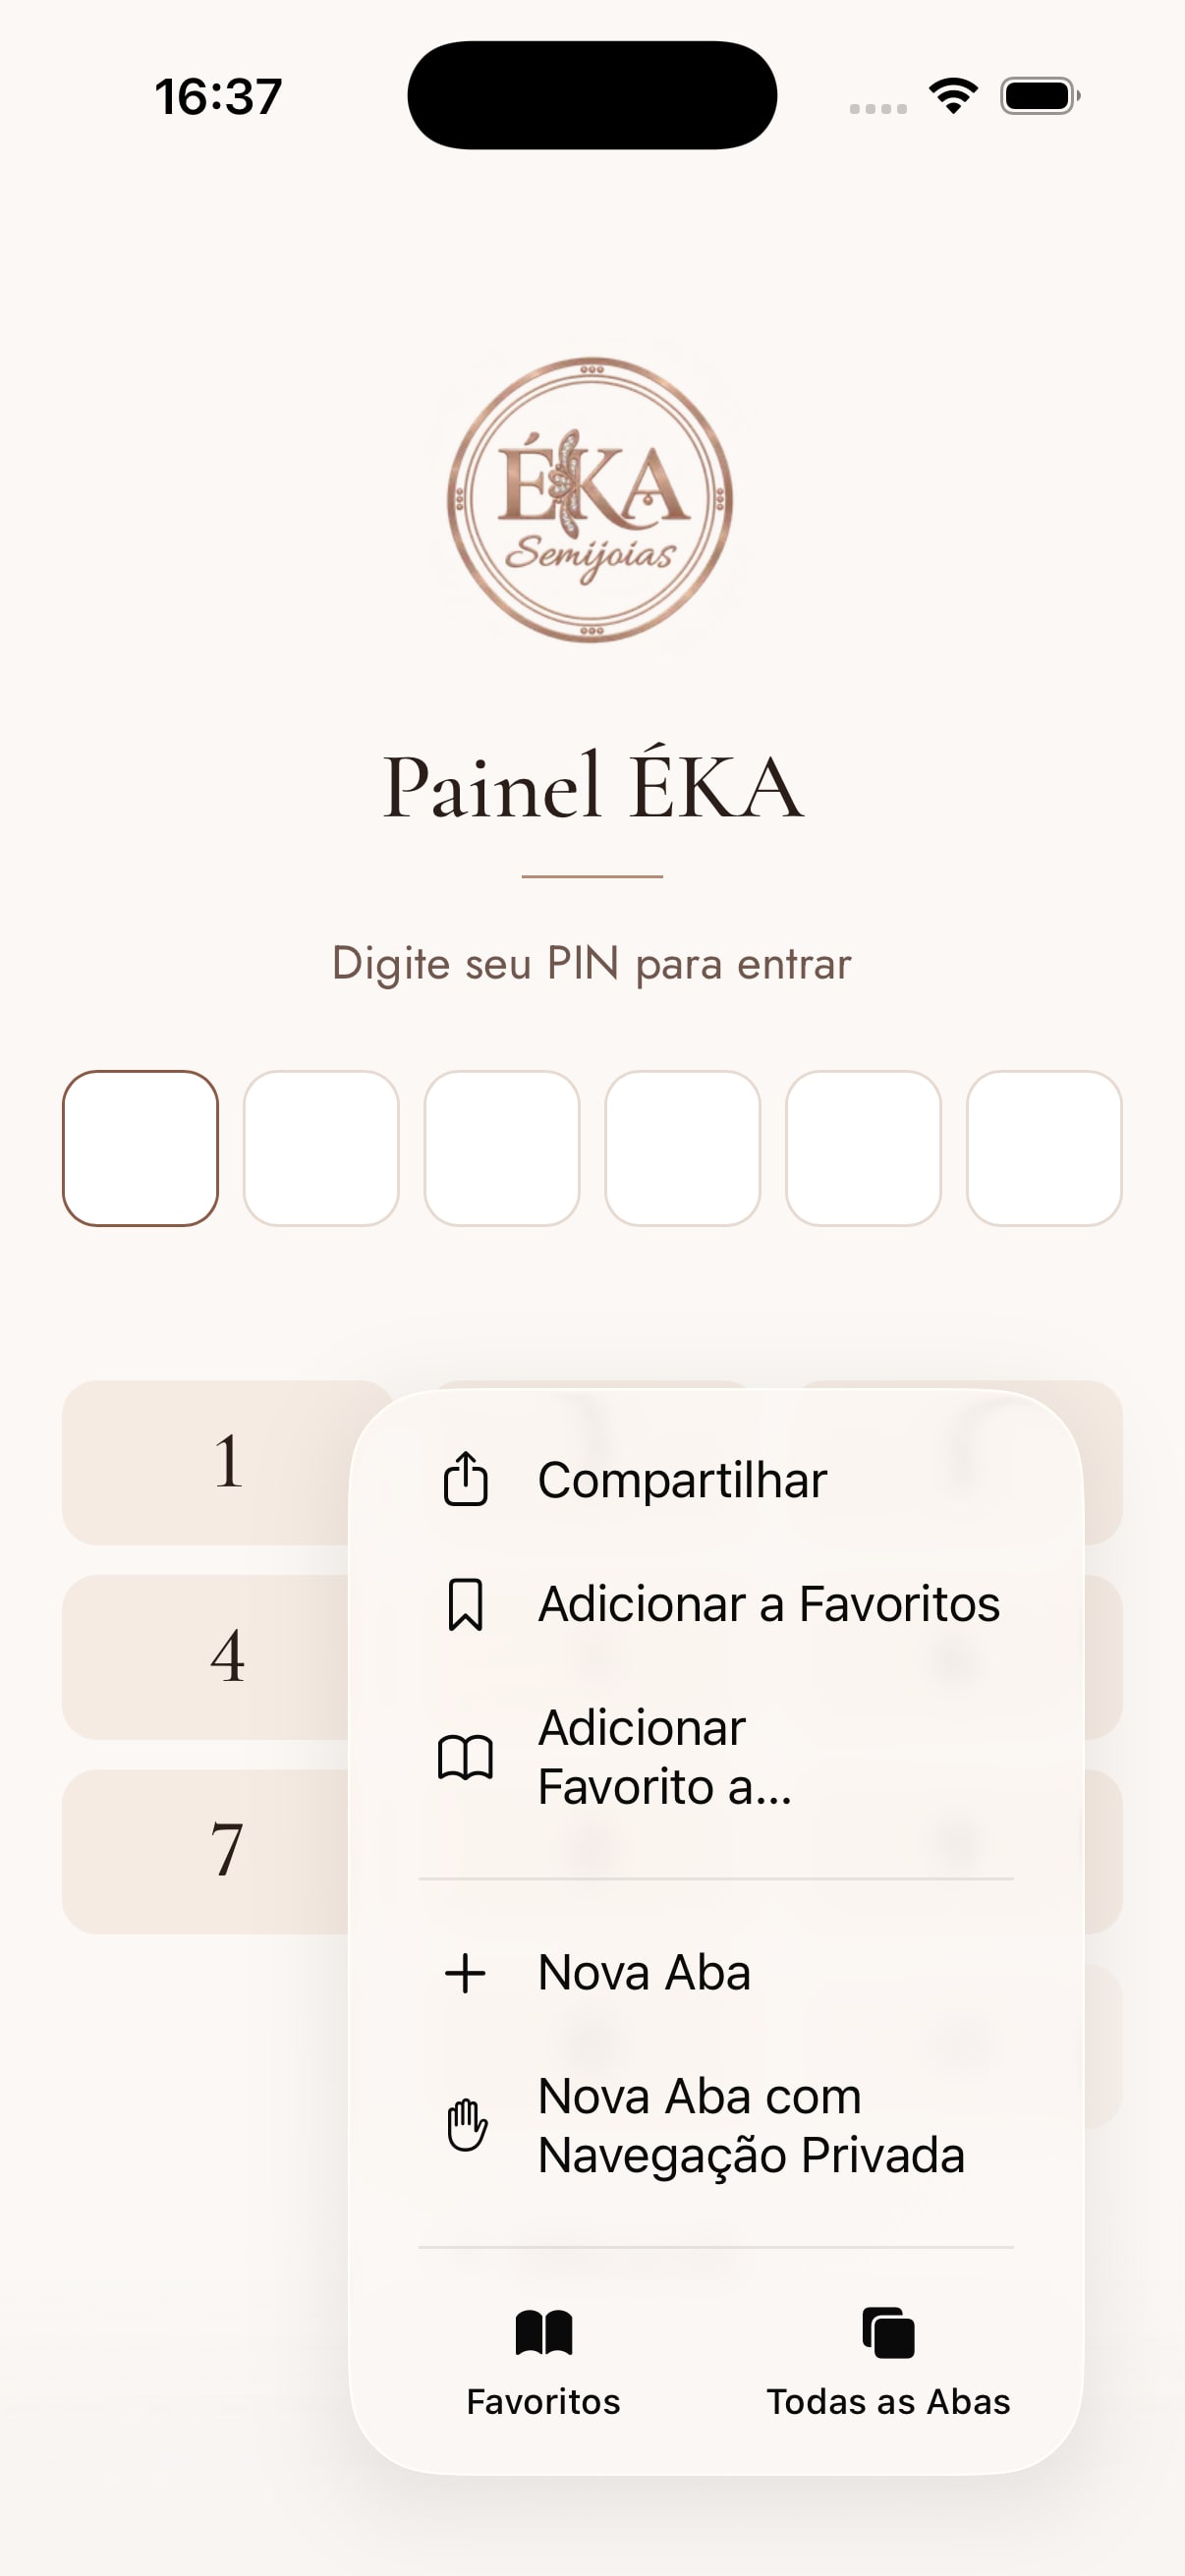 16:37
ÉKA
Semijoias
Painel ÉKA
Digite seu PIN para entrar
1
4
7
Compartilhar
Adicionar a Favoritos
Adicionar
Favorito a...
Nova Aba
Nova Aba com
Navegação Privada
Favoritos
Todas as Abas